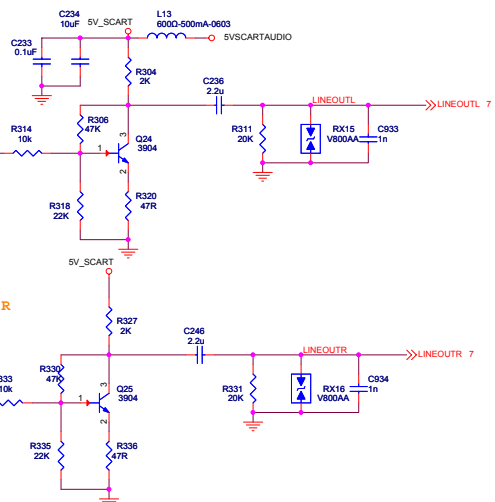 C234
10uF
5V_SCART
L13
600Ω-500mA-0603
5VSCARTAUDIO
C233
0.1uF
R304
2K
C236
2.2u
LINEOUTL
LINEOUTL 7
R306
47K
3
Q24
3904
R314
10k
1
2
R311
20K
RX15
V800AA
C933
1n
R318
22K
R320
47R
5V_SCART
R
R327
2K
C246
2.2u
LINEOUTR
LINEOUTR 7
R330
47K
3
Q25
3904
333
10k
1
2
R331
20K
RX16
V800AA
C934
1n
R335
22K
R336
47R